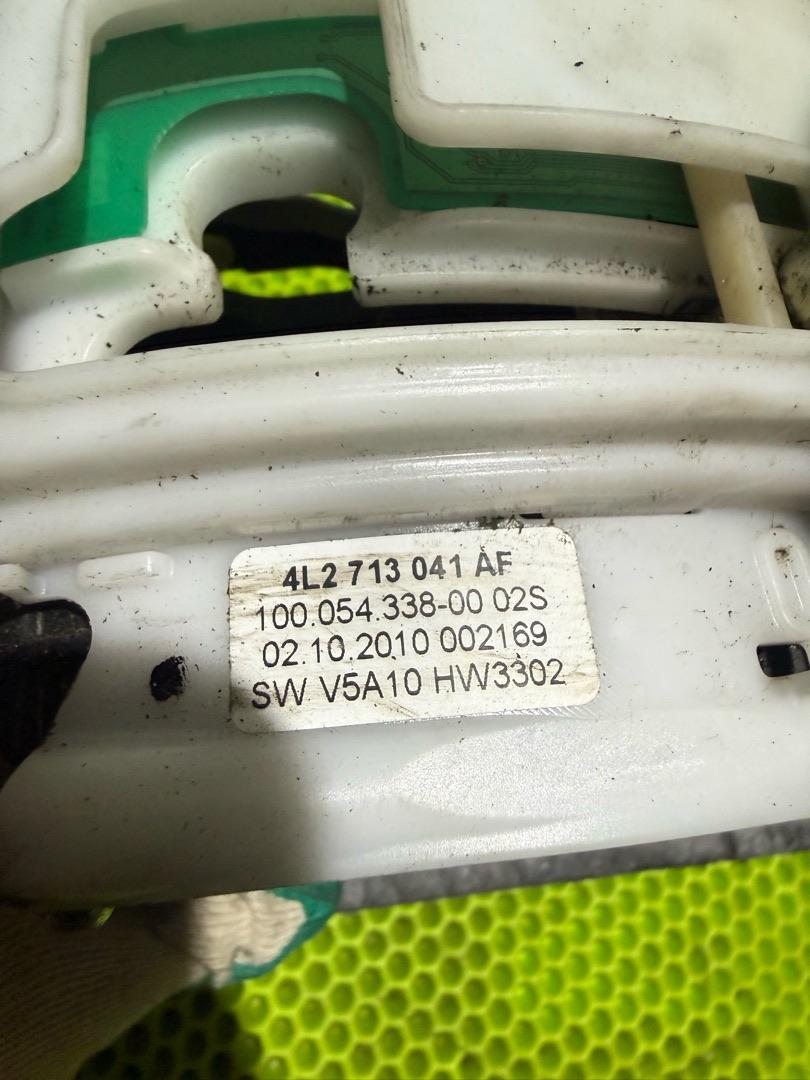 4L2 713 041 AF
100.054.338-00 02S
02.10.2010 002169
SW V5A10 HW3302